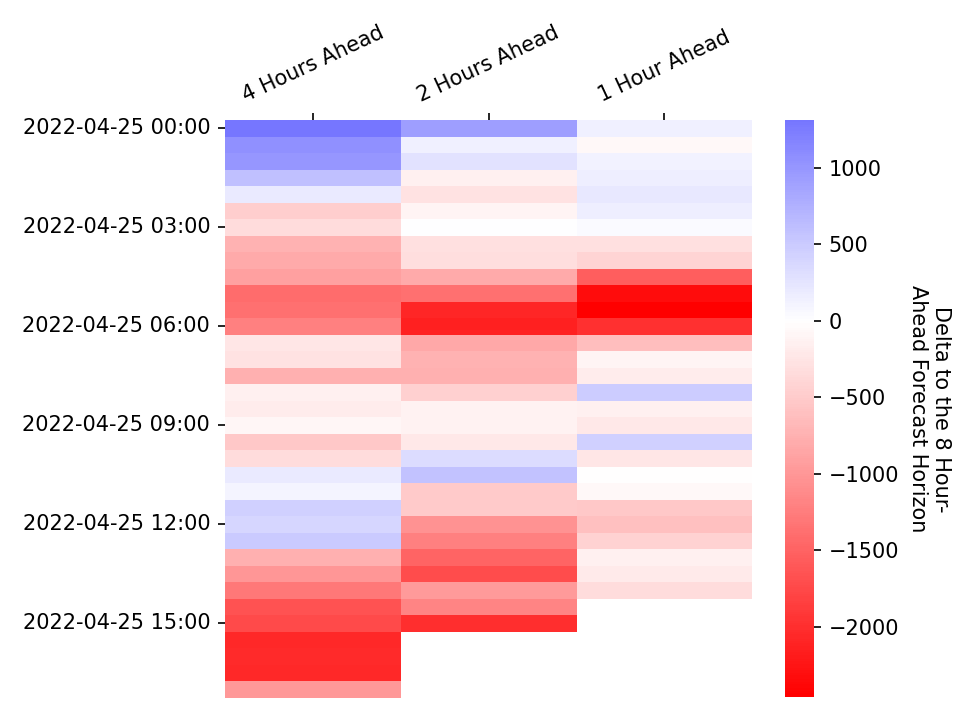 4 Hours Ahead
2 Hours Ahead
1 Hour Ahead
2022-04-25 00:00
2022-04-25 03:00
2022-04-25 06:00
2022-04-25 09:00
2022-04-25 12:00
2022-04-25 15:00
1000
500
0
−500
−1000
−1500
−2000
Delta to the 8 Hour-
Ahead Forecast Horizon